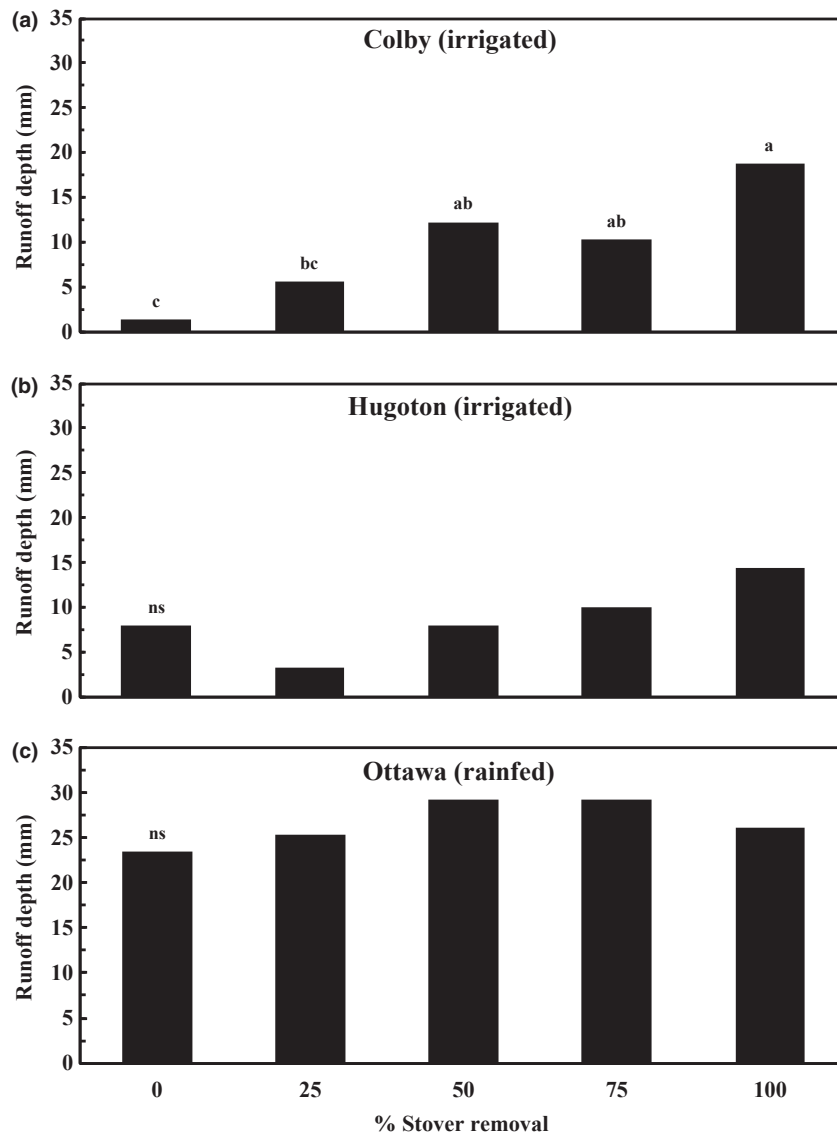 (a)
Colby (irrigated)
Runoff depth (mm)
35
30
25
20
15
10
5
0
c
bc
ab
ab
a
(b)
Hugoton (irrigated)
Runoff depth (mm)
35
30
25
20
15
10
5
0
ns
(c)
Ottawa (rainfed)
Runoff depth (mm)
35
30
25
20
15
10
5
0
ns
0 25 50 75 100
% Stover removal